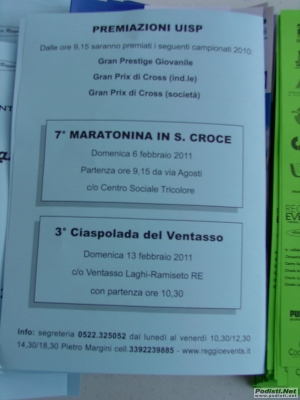 PREMIAZIONI UISP
Dalle ore 9,15 saranno premiati i seguenti campionati 2010:
Gran Prestige Giovanile
Gran Prix di Cross (ind.le)
Gran Prix di Cross (società)
7° MARATONINA IN S. CROCE
Domenica 6 febbraio 2011
Partenza ore 9,15 da via Agosti
c/o Centro Sociale Tricolore
3° Ciaspolada del Ventasso
Domenica 13 febbraio 2011
c/o Ventasso Laghi-Ramiseto RE
con partenza ore 10,30
Info: segreteria 0522.325052 dal lunedì al venerdì 10,30/12,30
14,30/18,30 Pietro Margini cell.3392239885 - www.reggioevents.it
Podisti.Net